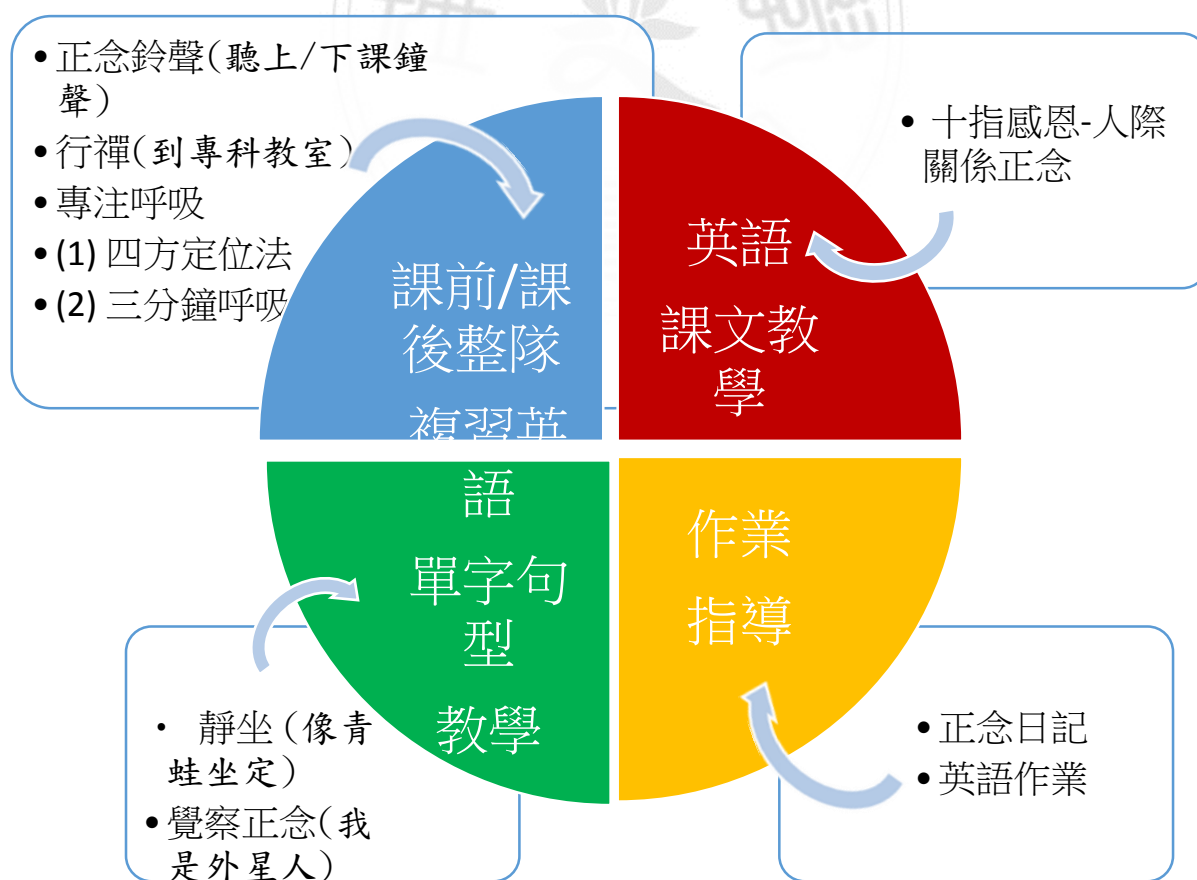 •正念鈴聲(聽上/下課鐘
聲)
•行禪(到專科教室)
•專注呼吸
•(1) 四方定位法
•(2) 三分鐘呼吸
課前/課
後整隊
複習英
語
單字句
型
教學
• 十指感恩-人際
關係正念
英語
課文教
學
• 靜坐(像青
蛙坐定)
•覺察正念(我
是外星人)
作業
指導
•正念日記
•英語作業